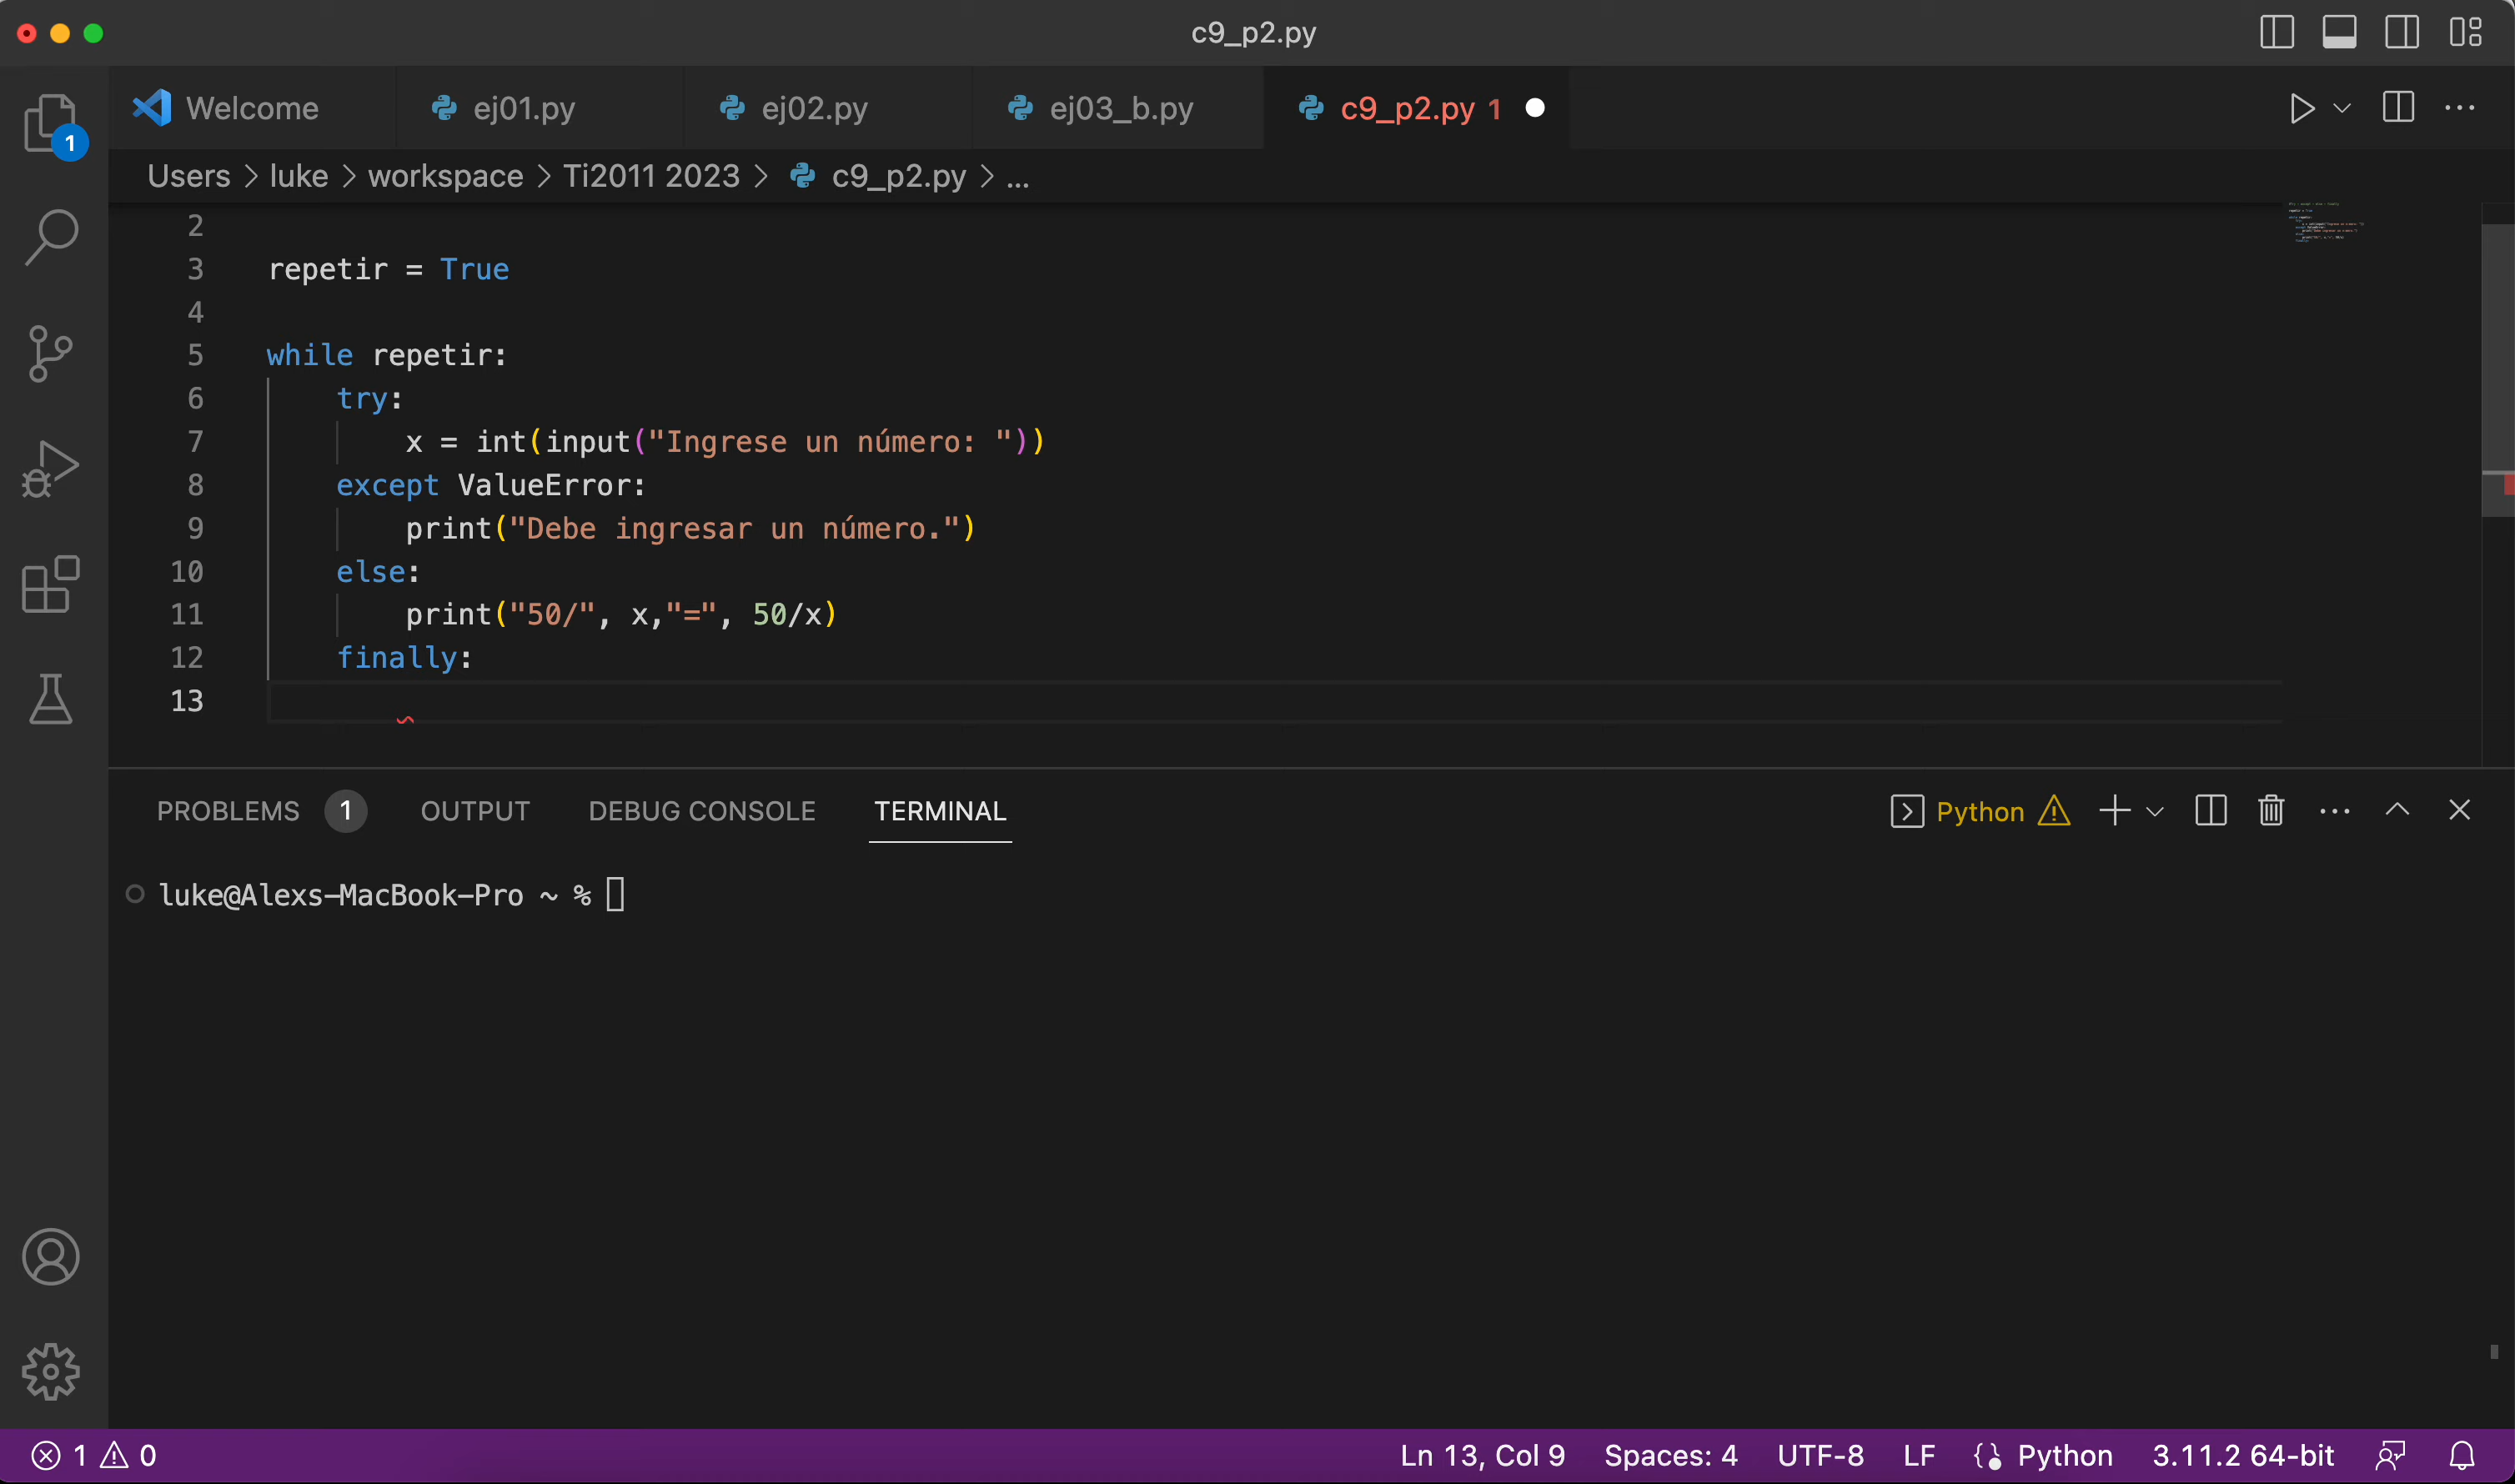 c9_p2.py
Welcome ej01.py ej02.py ej03_b.py c9_p2.py 1
1
Users > luke > workspace > Ti2011 2023 > c9_p2.py > ...
2
3 repetir = True
4
5 while repetir:
6 try:
7 x = int(input("Ingrese un número: "))
8 except ValueError:
9 print("Debe ingresar un número.")
10 else:
11 print("50/", x,"=", 50/x)
12 finally:
13
PROBLEMS 1 OUTPUT DEBUG CONSOLE TERMINAL Python
luke@Alexs-MacBook-Pro ~ %
1 0 Ln 13, Col 9 Spaces: 4 UTF-8 LF Python 3.11.2 64-bit